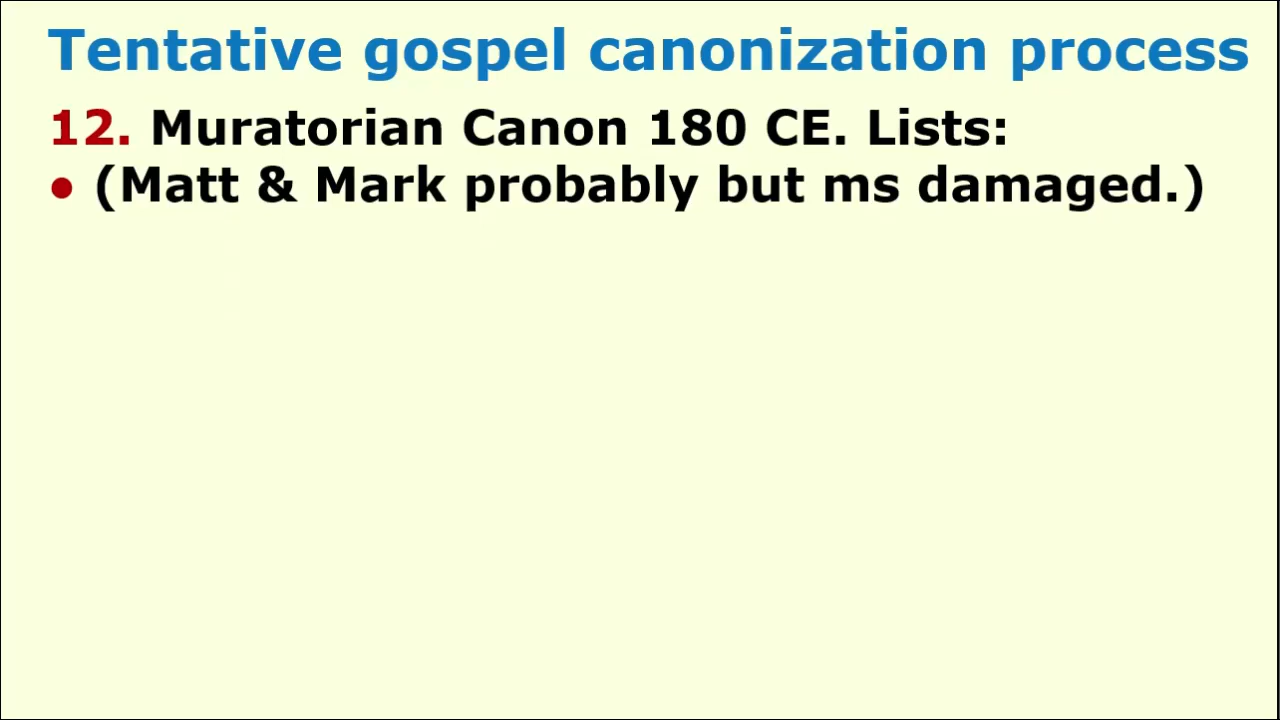 Tentative gospel canonization process
12. Muratorian Canon 180 CE. Lists:
• (Matt & Mark probably but ms damaged.)